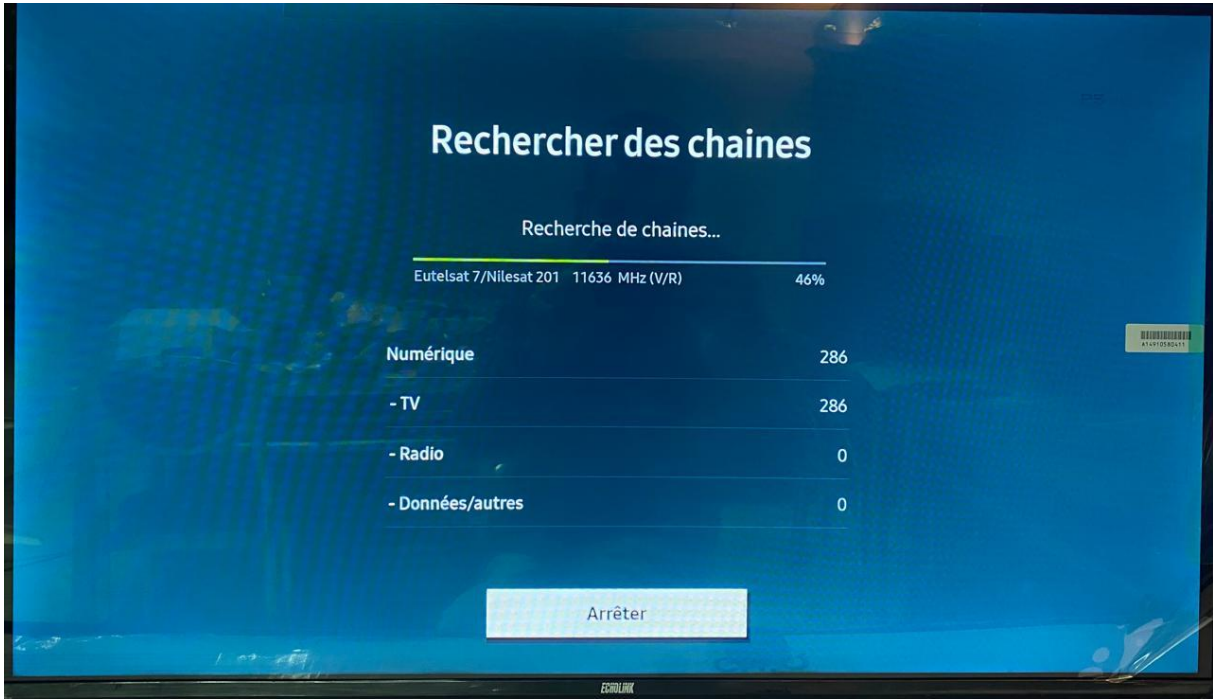 Rechercher des chaines
Recherche de chaines...
Eutelsat 7/Nilesat 201 11636 MHz (V/R) 46%
A14910580411
Numérique 286
- TV 286
- Radio 0
- Données/autres 0
Arrêter
ECHOLINK